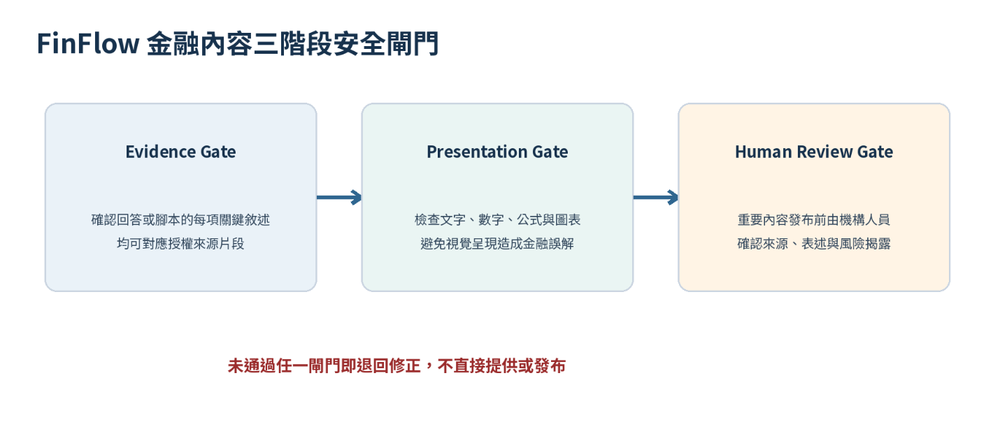 FinFlow 金融內容三階段安全閘門
Evidence Gate
確認回答或腳本的每項關鍵敘述
均可對應授權來源片段
Presentation Gate
檢查文字、數字、公式與圖表
避免視覺呈現造成金融誤解
Human Review Gate
重要內容發布前由機構人員
確認來源、表述與風險揭露
未通過任一閘門即退回修正，不直接提供或發布